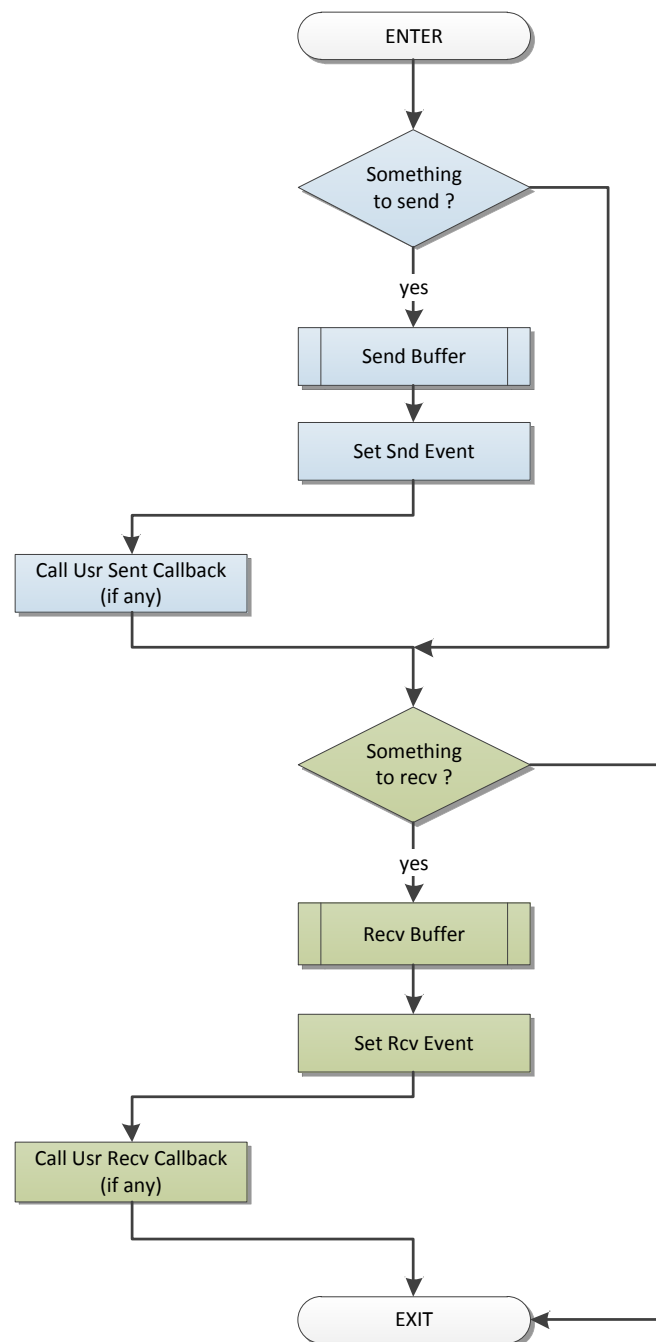 ENTER
Something
to send ?
yes
Send Buffer
Set Snd Event
Call Usr Sent Callback
(if any)
Something
to recv ?
yes
Recv Buffer
Set Rcv Event
Call Usr Recv Callback
(if any)
EXIT